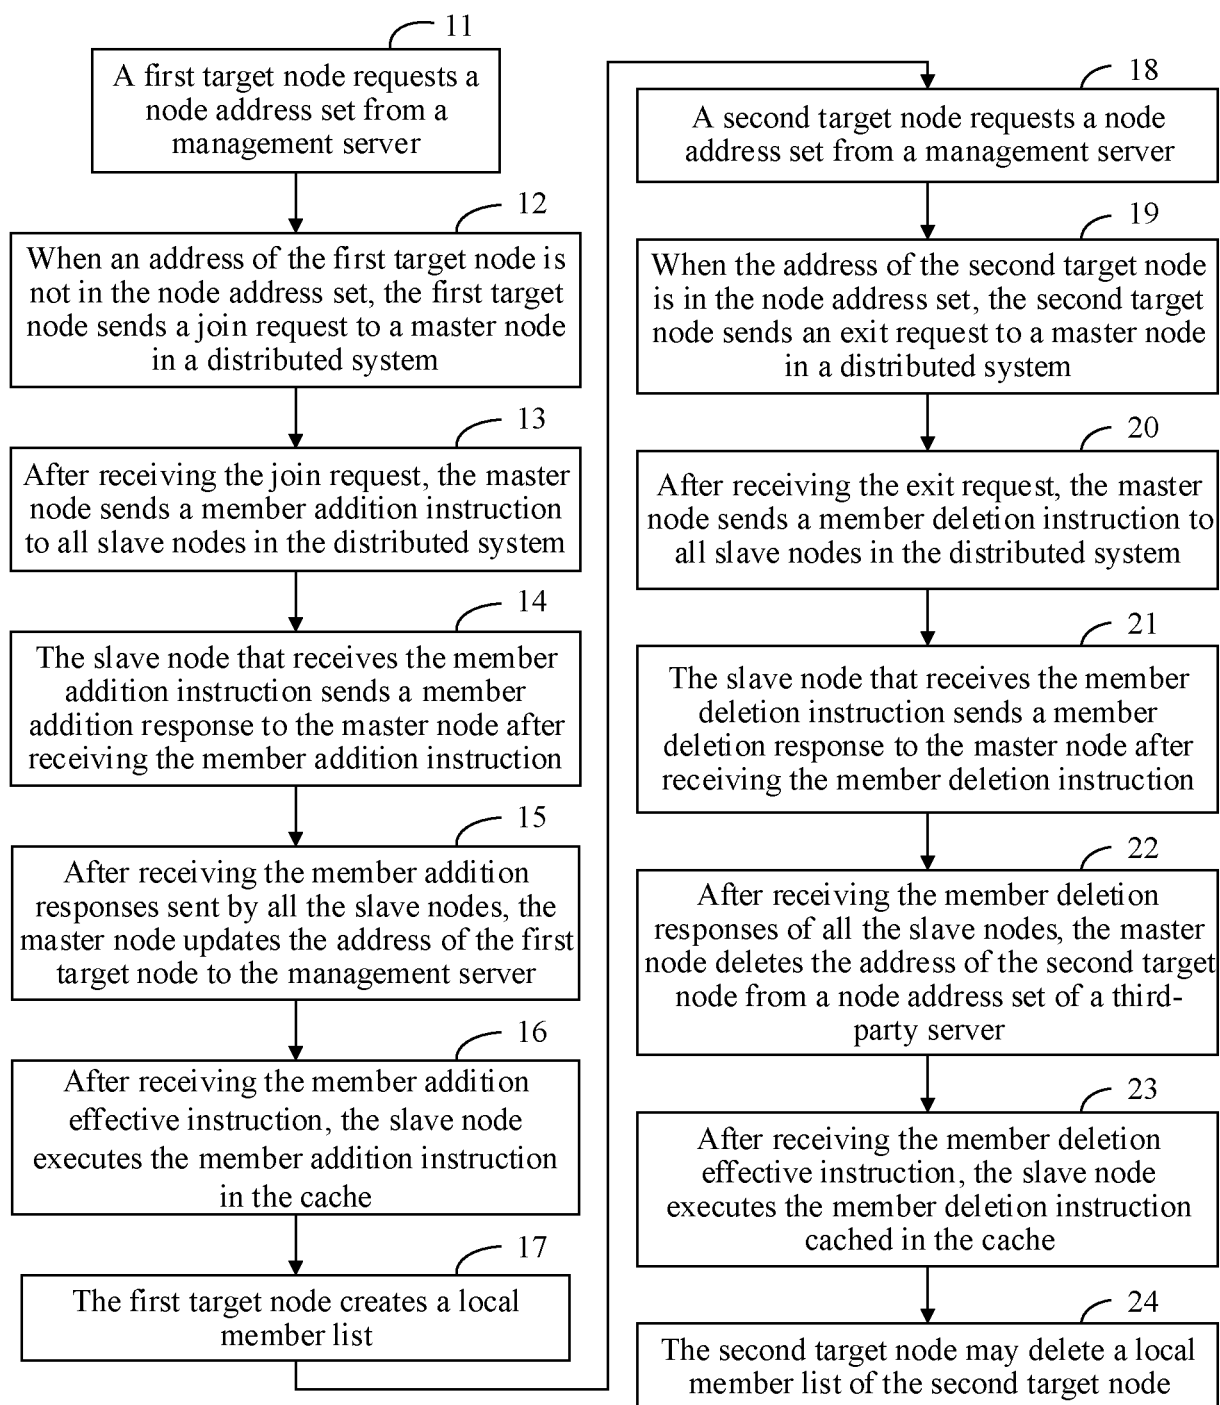 11
A first target node requests a
node address set from a
management server
12
When an address of the first target node is
not in the node address set, the first target
node sends a join request to a master node
in a distributed system
13
After receiving the join request, the master
node sends a member addition instruction
to all slave nodes in the distributed system
14
The slave node that receives the member
addition instruction sends a member
addition response to the master node after
receiving the member addition instruction
15
After receiving the member addition
responses sent by all the slave nodes, the
master node updates the address of the first
target node to the management server
16
After receiving the member addition
effective instruction, the slave node
executes the member addition instruction
in the cache
17
The first target node creates a local
member list
18
A second target node requests a node
address set from a management server
19
When the address of the second target node
is in the node address set, the second target
node sends an exit request to a master node
in a distributed system
20
After receiving the exit request, the master
node sends a member deletion instruction to
all slave nodes in the distributed system
21
The slave node that receives the member
deletion instruction sends a member
deletion response to the master node after
receiving the member deletion instruction
22
After receiving the member deletion
responses of all the slave nodes, the master
node deletes the address of the second target
node from a node address set of a third-
party server
23
After receiving the member deletion
effective instruction, the slave node
executes the member deletion instruction
cached in the cache
24
The second target node may delete a local
member list of the second target node